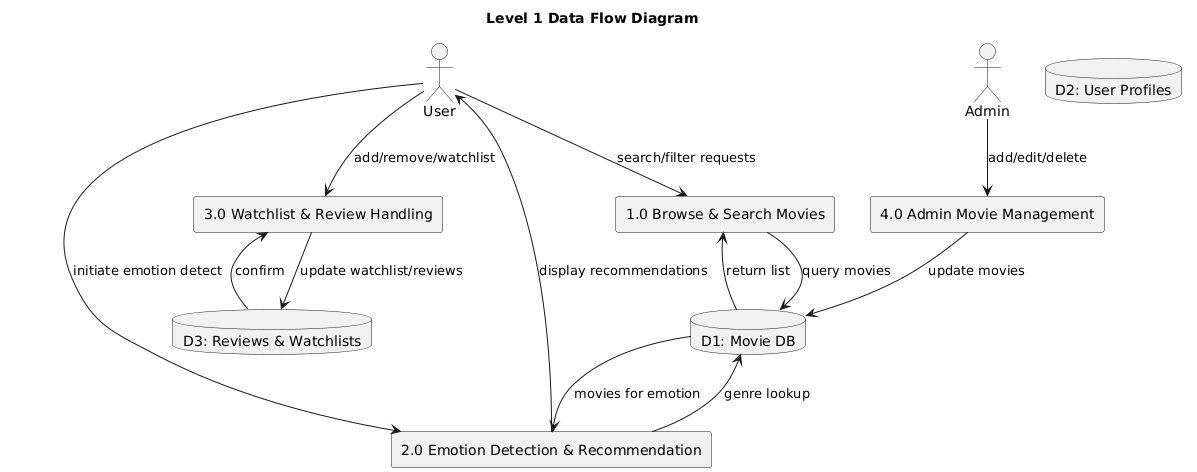 Level 1 Data Flow Diagram
User
Admin
D2: User Profiles
add/remove/watchlist
search/filter requests
add/edit/delete
3.0 Watchlist & Review Handling
1.0 Browse & Search Movies
4.0 Admin Movie Management
initiate emotion detect
confirm
update watchlist/reviews
display recommendations
return list
query movies
update movies
D3: Reviews & Watchlists
D1: Movie DB
movies for emotion
genre lookup
2.0 Emotion Detection & Recommendation